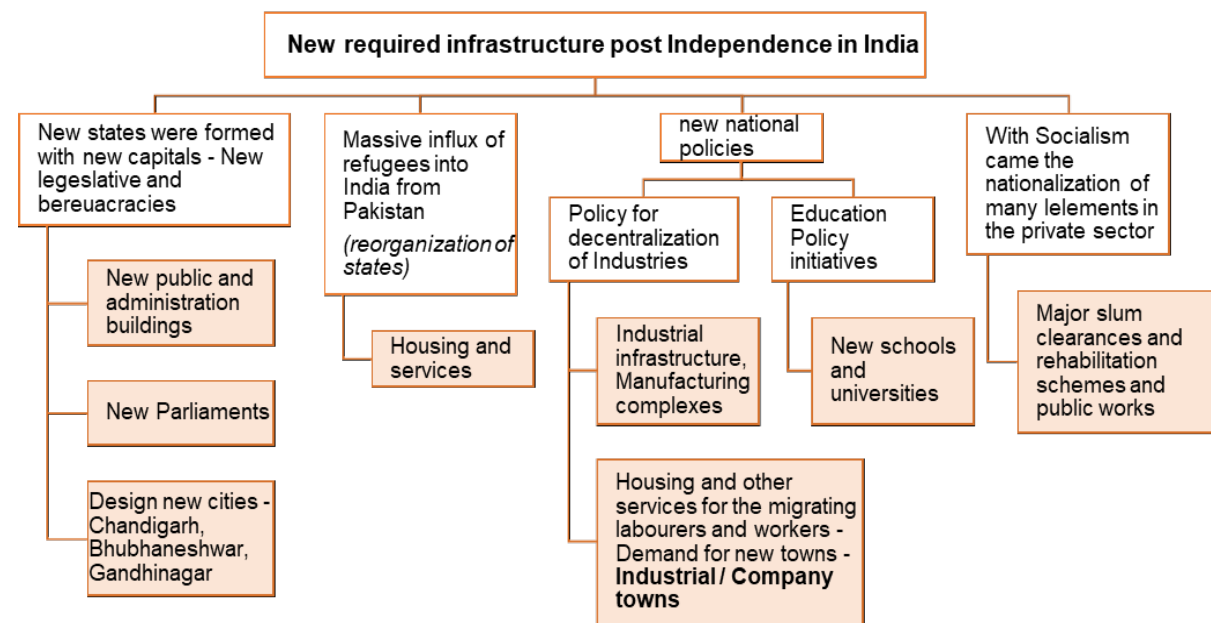 New required infrastructure post Independence in India
New states were formed
with new capitals - New
legeslative and
bereuacracies
New public and
administration
buildings
New Parliaments
Design new cities -
Chandigarh,
Bhubhaneshwar,
Gandhinagar
Massive influx of
refugees into
India from
Pakistan
(reorganization of
states)
Housing and
services
new national
policies
Policy for
decentralization
of Industries
Industrial
infrastructure,
Manufacturing
complexes
Housing and other
services for the migrating
labourers and workers -
Demand for new towns -
Industrial / Company
towns
Education
Policy
initiatives
New schools
and
universities
With Socialism
came the
nationalization of
many lelements in
the private sector
Major slum
clearances and
rehabilitation
schemes and
public works